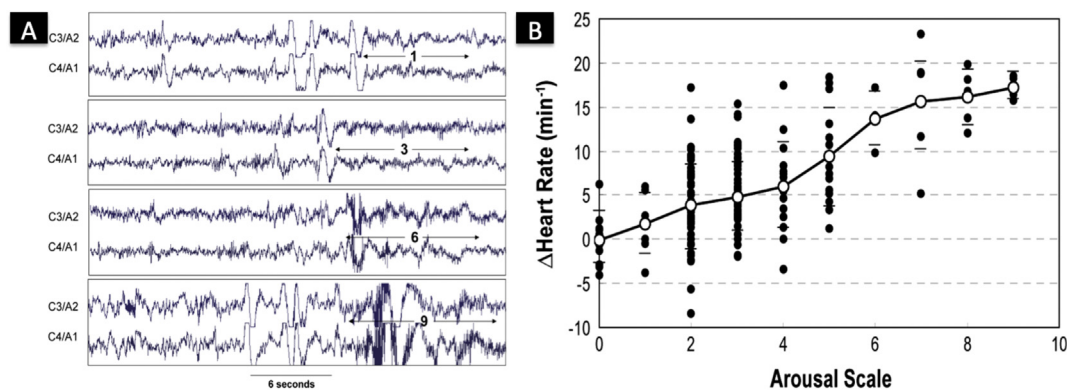 A
C3/A2
C4/A1
1
C3/A2
C4/A1
3
C3/A2
C4/A1
6
C3/A2
C4/A1
9
6 seconds
B
ΔHeart Rate (min⁻¹)
25
20
15
10
5
0
-5
-10
0 2 4 6 8 10
Arousal Scale